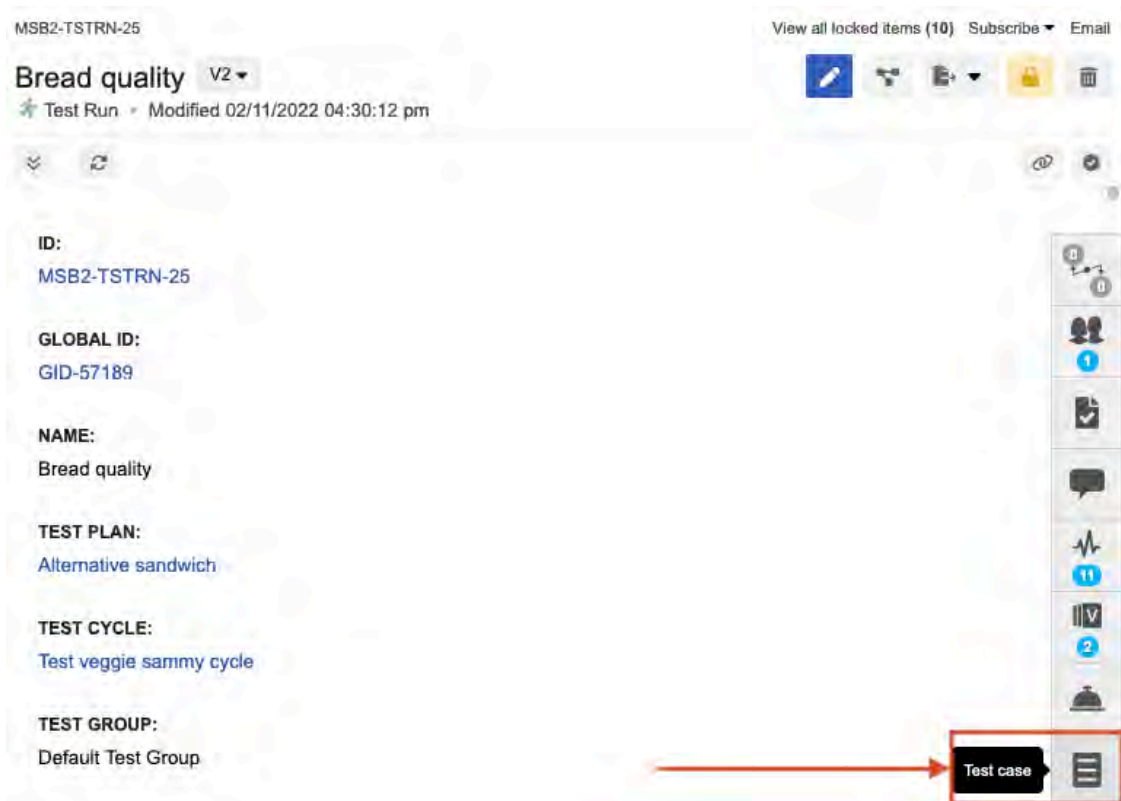 MSB2-TSTRN-25
View all locked items (10) Subscribe Email
Bread quality V2
Test Run • Modified 02/11/2022 04:30:12 pm
ID:
MSB2-TSTRN-25
GLOBAL ID:
GID-57189
NAME:
Bread quality
TEST PLAN:
Alternative sandwich
TEST CYCLE:
Test veggie sammy cycle
TEST GROUP:
Default Test Group
0
0
1
11
V
2
Test case